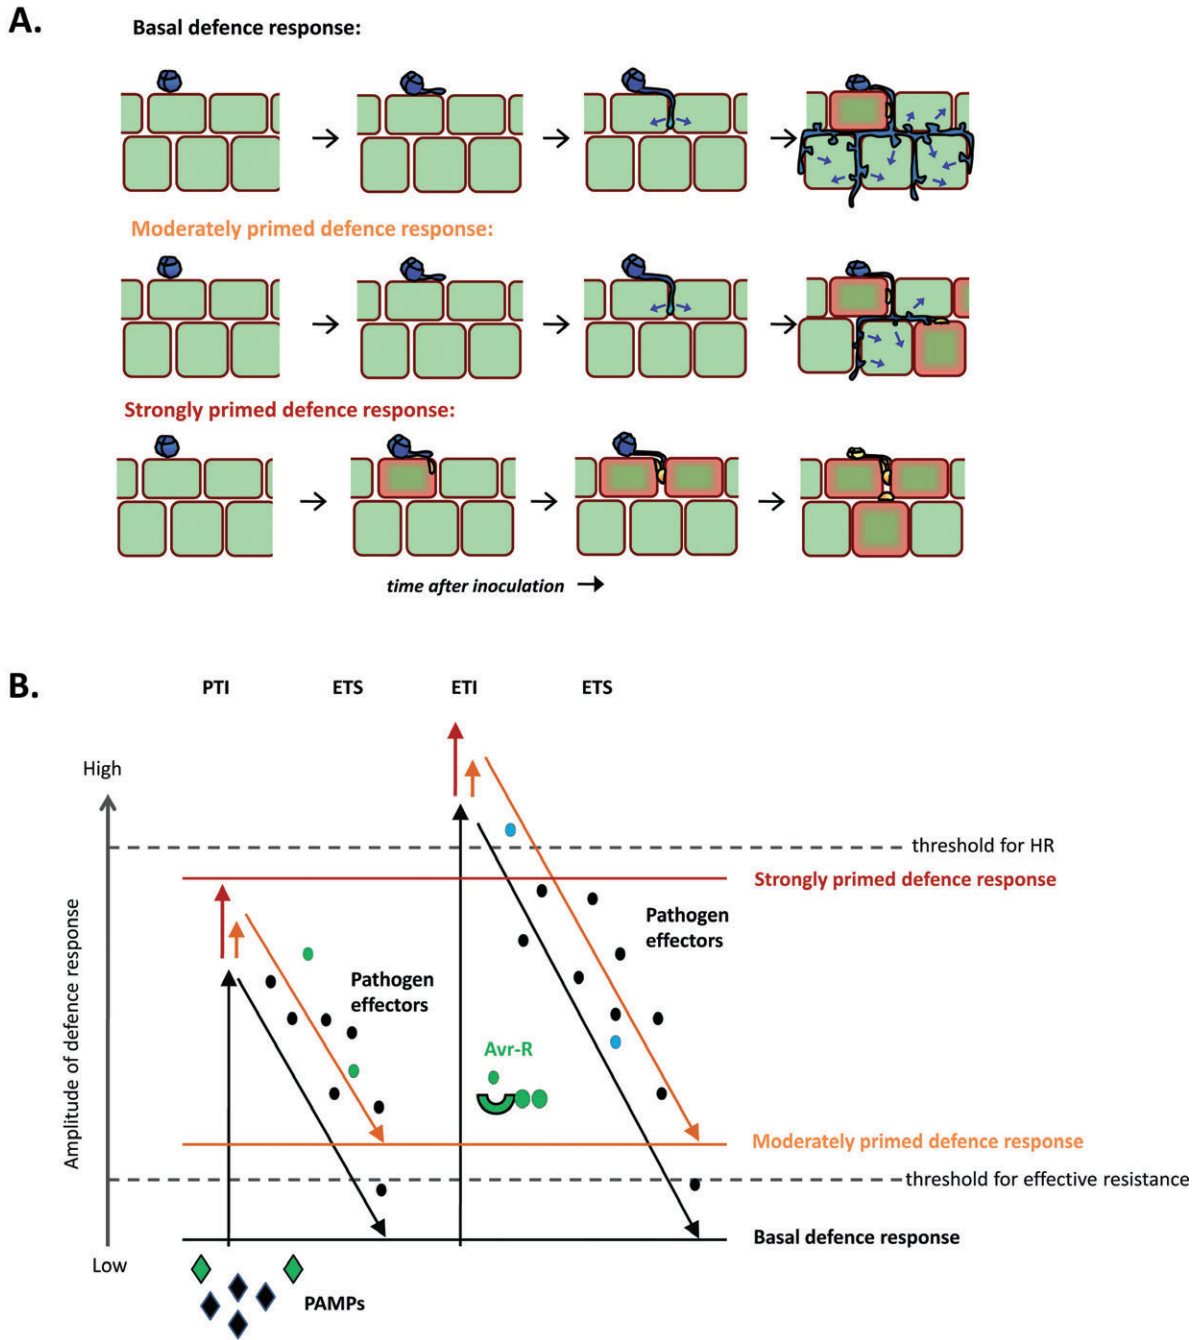 A.
Basal defence response:
Moderately primed defence response:
Strongly primed defence response:
time after inoculation
B.
PTI ETS ETI ETS
High
threshold for HR
Strongly primed defence response
Pathogen
effectors
Pathogen
effectors
Avr-R
Amplitude of defence response
Moderately primed defence response
threshold for effective resistance
Basal defence response
Low
PAMPs